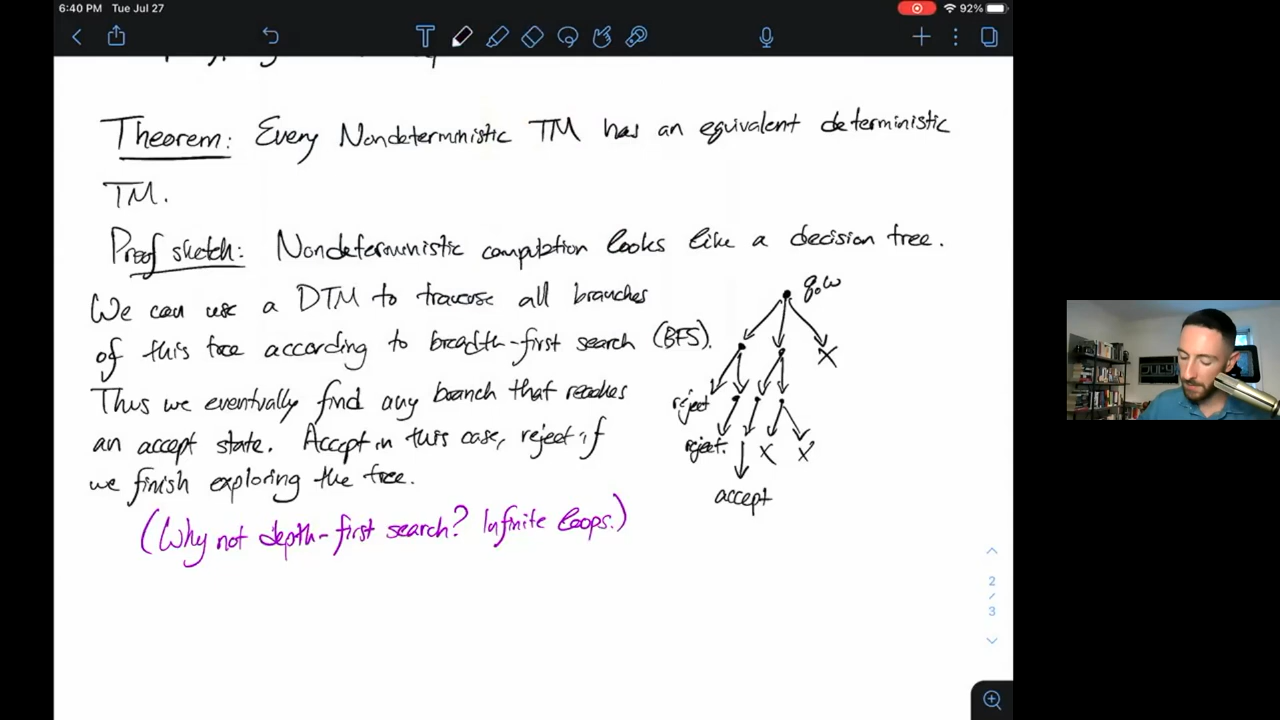 6:40 PM Tue Jul 27
92%
Theorem: Every Nondeterministic TM has an equivalent deterministic
TM.
Proof sketch: Nondeterministic computation looks like a decision tree.
We can use a DTM to traverse all branches
of this tree according to breadth-first search (BFS).
Thus we eventually find any branch that reaches
an accept state. Accept in this case, reject if
we finish exploring the tree.
(Why not depth-first search? Infinite loops.)
q₀w
X
reject
reject.
X
X
accept
2
/
3